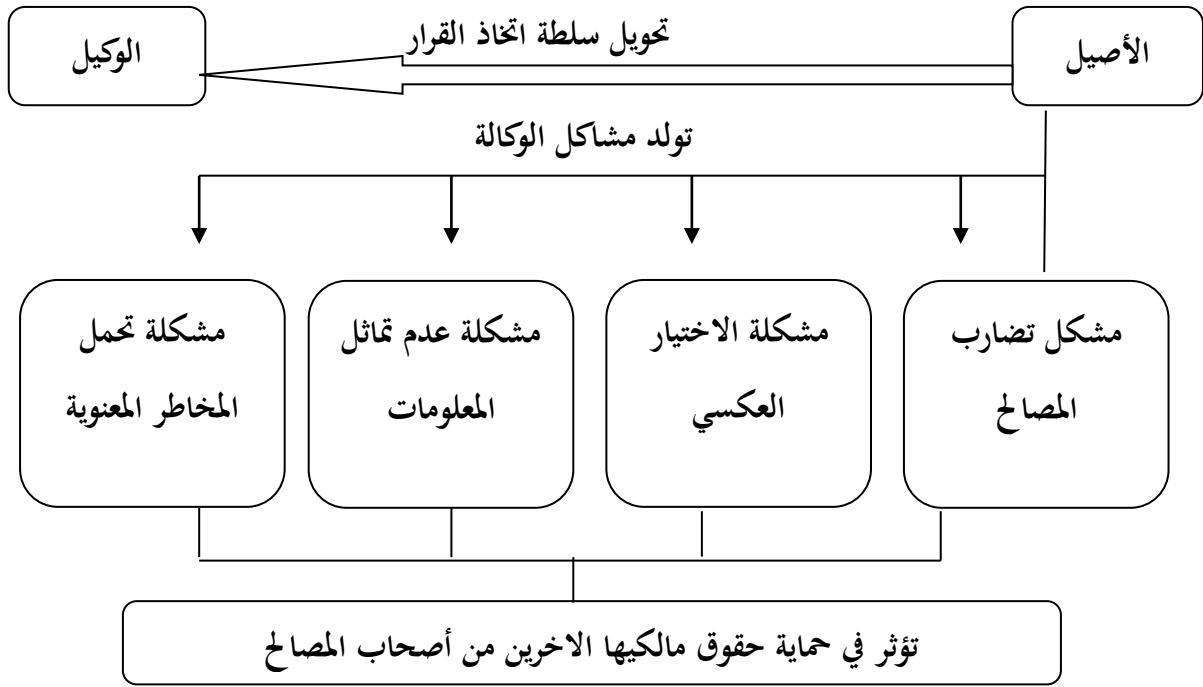 الأصيل
تحويل سلطة اتخاذ القرار
الوكيل
تولد مشاكل الوكالة
مشكل تضارب
المصالح
مشكلة الاختيار
العكسي
مشكلة عدم تماثل
المعلومات
مشكلة تحمل
المخاطر المعنوية
تؤثر في حماية حقوق مالكيها الاخرين من أصحاب المصالح